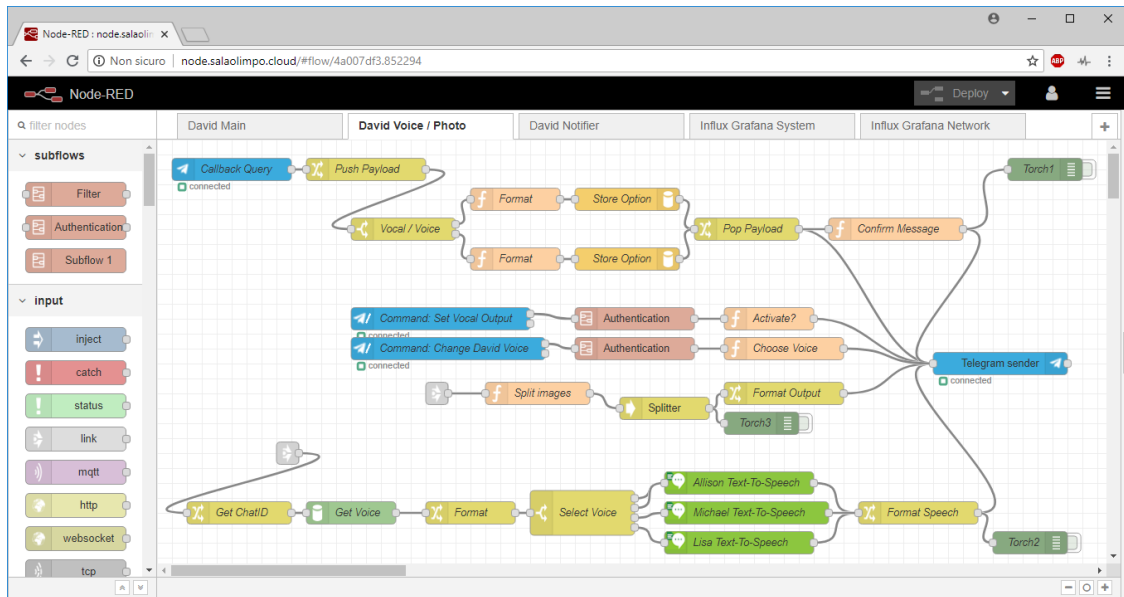 Node-RED : node.salaolin
Non sicuro | node.salaolimpo.cloud/#flow/4a007df3.852294
ABP
Node-RED
Deploy
filter nodes
David Main
David Voice / Photo
David Notifier
Influx Grafana System
Influx Grafana Network
subflows
Filter
Authentication
Subflow 1
input
inject
catch
status
link
mqtt
http
websocket
tcp
Callback Query
connected
Push Payload
Torch1
Format
Store Option
Vocal / Voice
Pop Payload
Confirm Message
Format
Store Option
Command: Set Vocal Output
connected
Authentication
Activate?
Command: Change David Voice
connected
Authentication
Choose Voice
Telegram sender
connected
Split images
Splitter
Format Output
Torch3
Get ChatID
Get Voice
Format
Select Voice
Allison Text-To-Speech
Michael Text-To-Speech
Lisa Text-To-Speech
Format Speech
Torch2